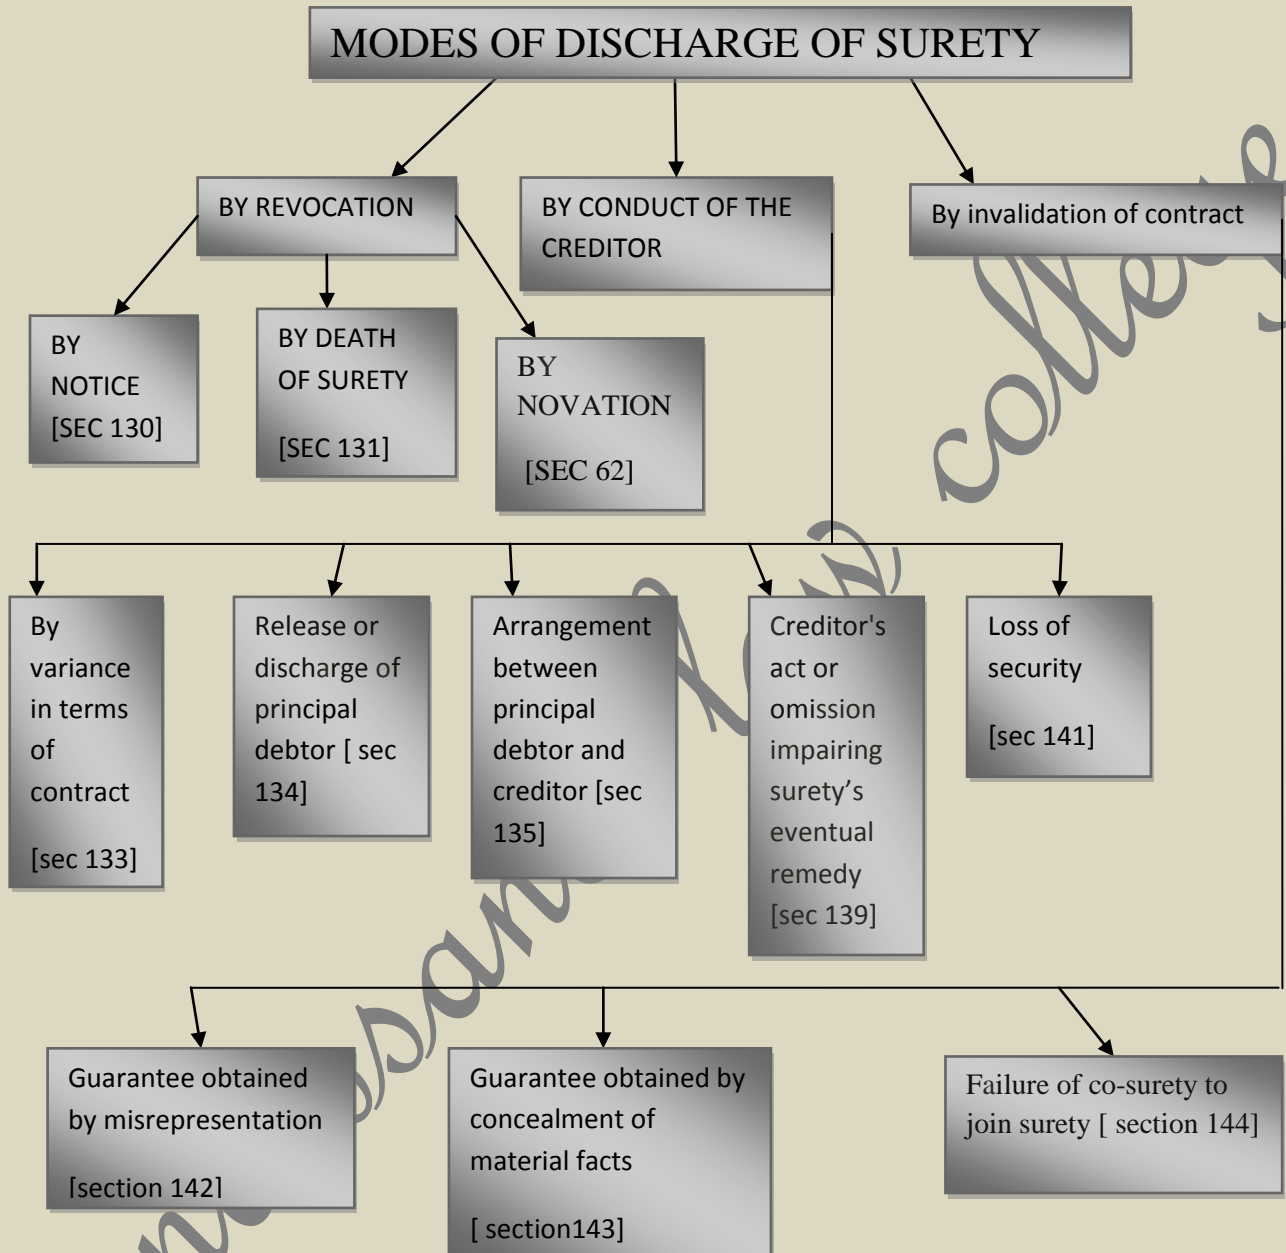 MODES OF DISCHARGE OF SURETY
BY REVOCATION
BY CONDUCT OF THE
CREDITOR
By invalidation of contract
BY
NOTICE
[SEC 130]
BY DEATH
OF SURETY
[SEC 131]
BY
NOVATION
[SEC 62]
By
variance
in terms
of
contract
[sec 133]
Release or
discharge of
principal
debtor [ sec
134]
Arrangement
between
principal
debtor and
creditor [sec
135]
Creditor's
act or
omission
impairing
surety’s
eventual
remedy
[sec 139]
Loss of
security
[sec 141]
Guarantee obtained
by misrepresentation
[section 142]
Guarantee obtained by
concealment of
material facts
[ section143]
Failure of co-surety to
join surety [ section 144]
college